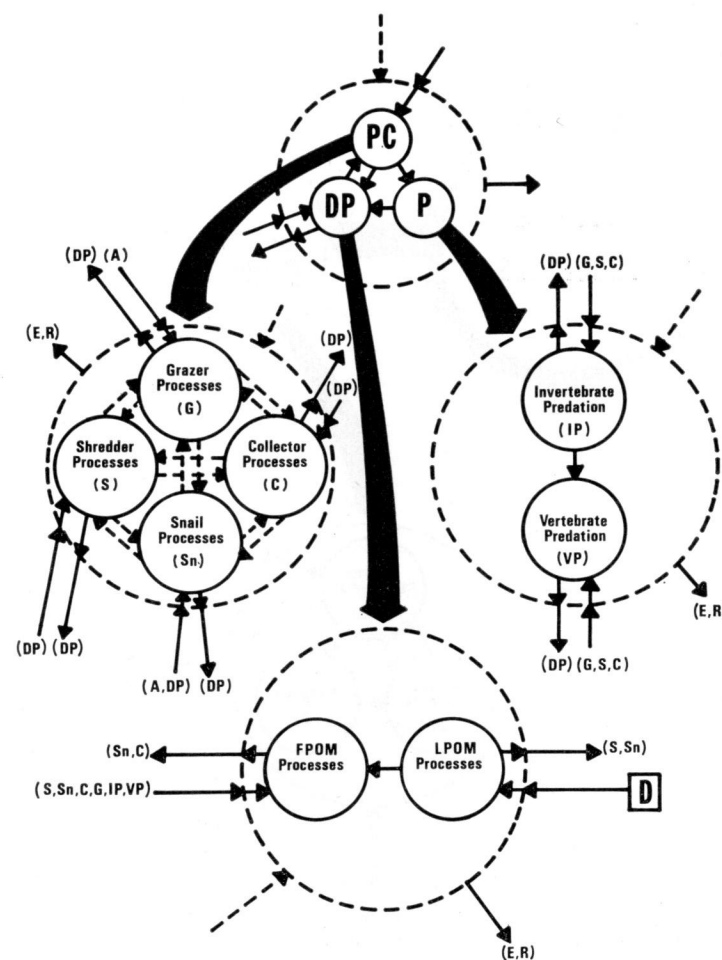 PC
DP P
(DP) (A)
(E,R)
Grazer
Processes
(G)
(DP)
(DP)
Shredder
Processes
(S)
Collector
Processes
(C)
Snail
Processes
(Sn)
(DP) (DP)
(A,DP) (DP)
(DP) (G,S,C)
Invertebrate
Predation
(IP)
Vertebrate
Predation
(VP)
(E,R
(DP) (G,S,C)
(Sn,C)
FPOM
Processes
LPOM
Processes
(S,Sn)
(S,Sn,C,G,IP,VP)
D
(E,R)